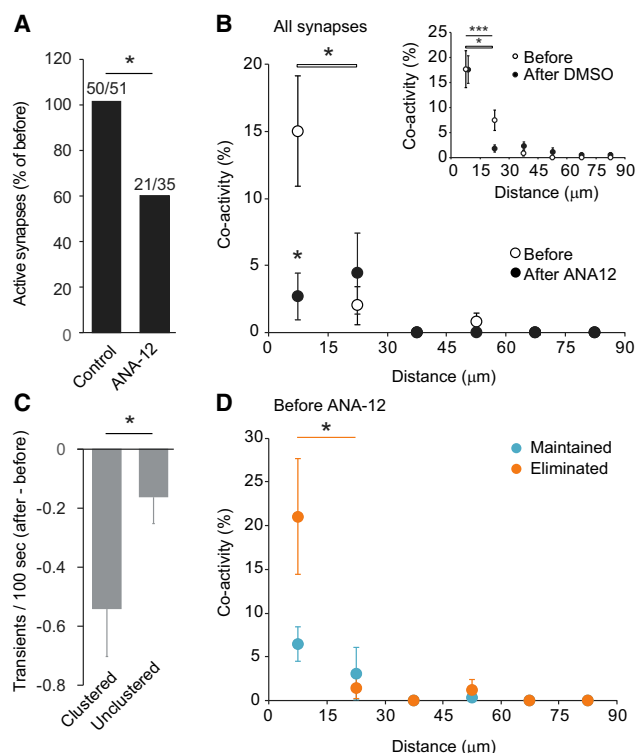 A
*
50/51
21/35
Active synapses (% of before)
120
100
80
60
40
20
0
Control
ANA-12
B
All synapses
*
*
Co-activity (%)
20
15
10
5
0
0 15 30 45 60 75 90
Distance (µm)
Before
After ANA12
***
*
Before
After DMSO
Co-activity (%)
25
20
15
10
5
0
0 15 30 45 60 75 90
Distance (µm)
C
*
Transients / 100 sec (after - before)
0
-0.2
-0.4
-0.6
-0.8
Clustered
Unclustered
D
Before ANA-12
*
Maintained
Eliminated
Co-activity (%)
30
25
20
15
10
5
0
0 15 30 45 60 75 90
Distance (µm)